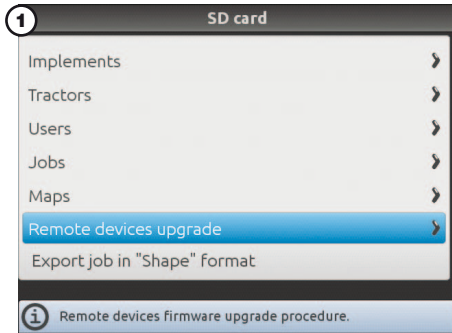 1
SD card
Implements
Tractors
Users
Jobs
Maps
Remote devices upgrade
Export job in "Shape" format
i Remote devices firmware upgrade procedure.